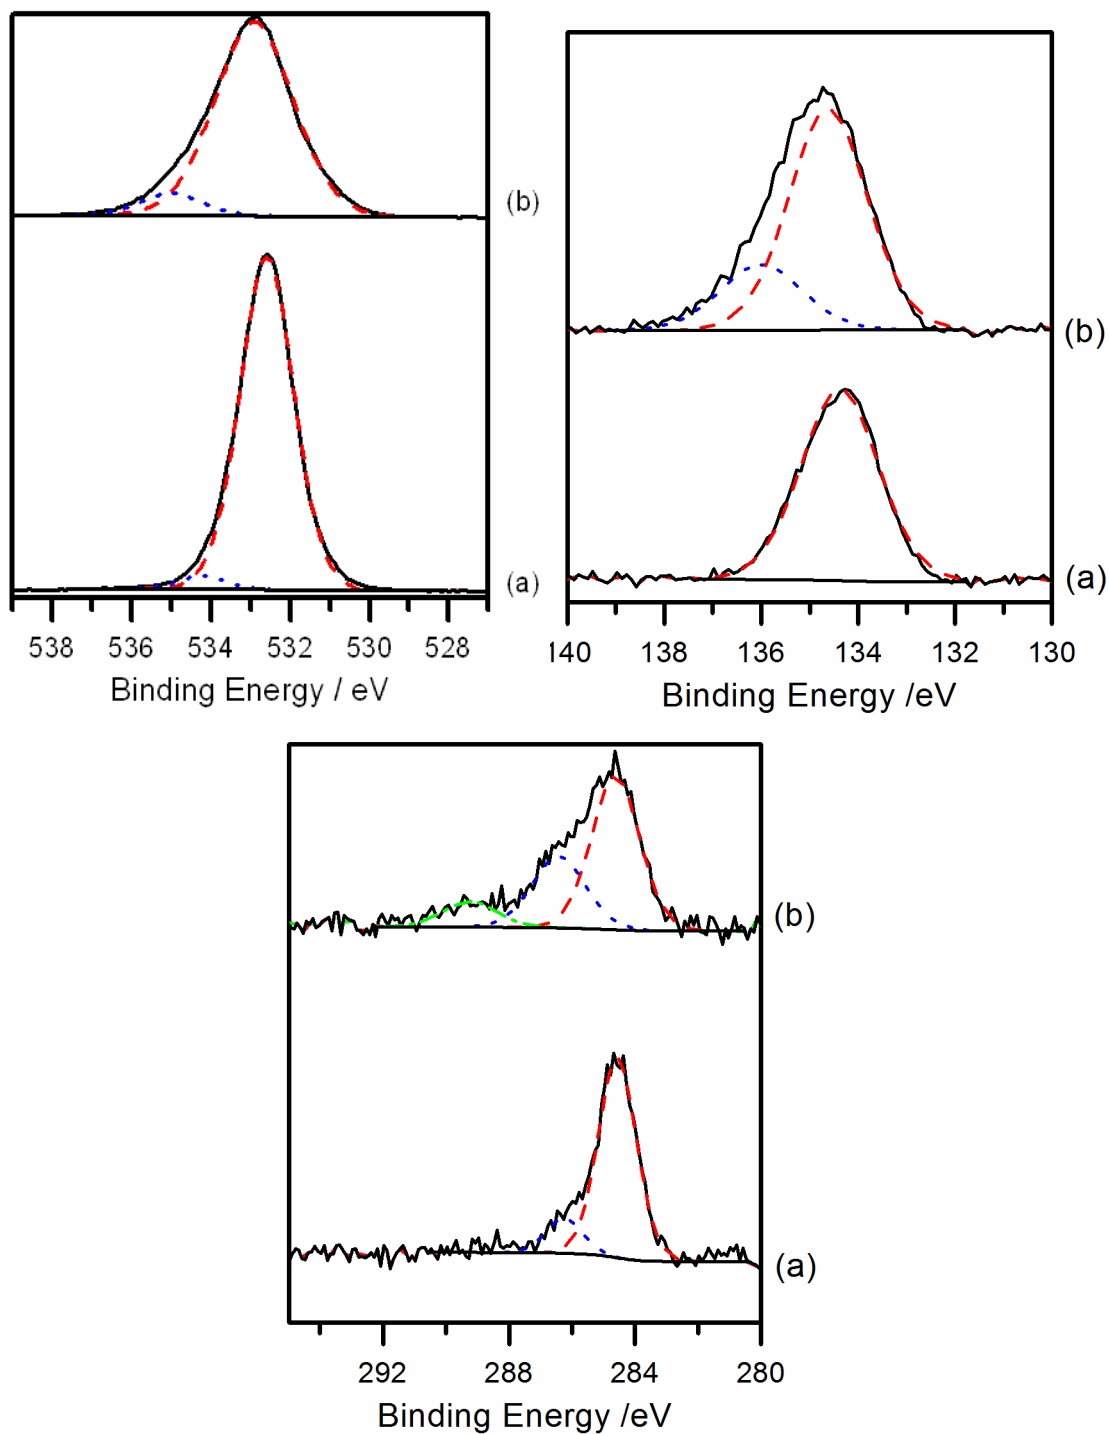 (b)
(a)
538 536 534 532 530 528
Binding Energy / eV
(b)
(a)
140 138 136 134 132 130
Binding Energy /eV
(b)
(a)
292 288 284 280
Binding Energy /eV